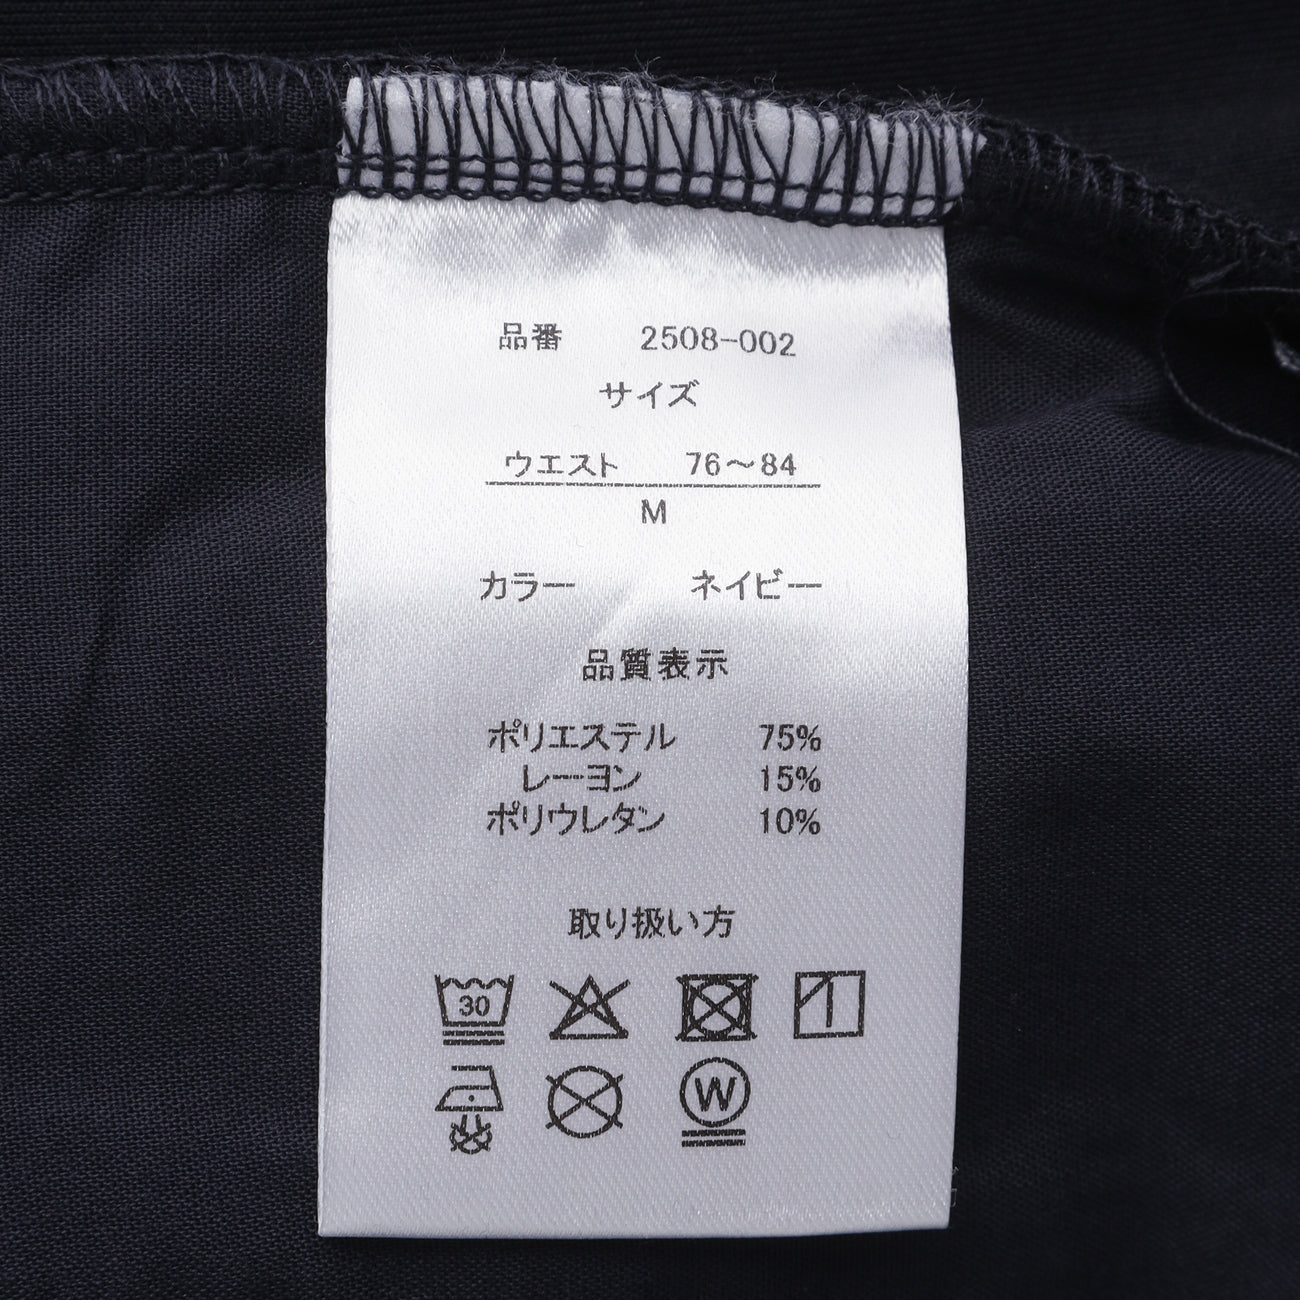 品番 2508-002
サイズ
ウエスト 76～84
M
カラー ネイビー
品質表示
ポリエステル 75%
レーヨン 15%
ポリウレタン 10%
取り扱い方
30
W